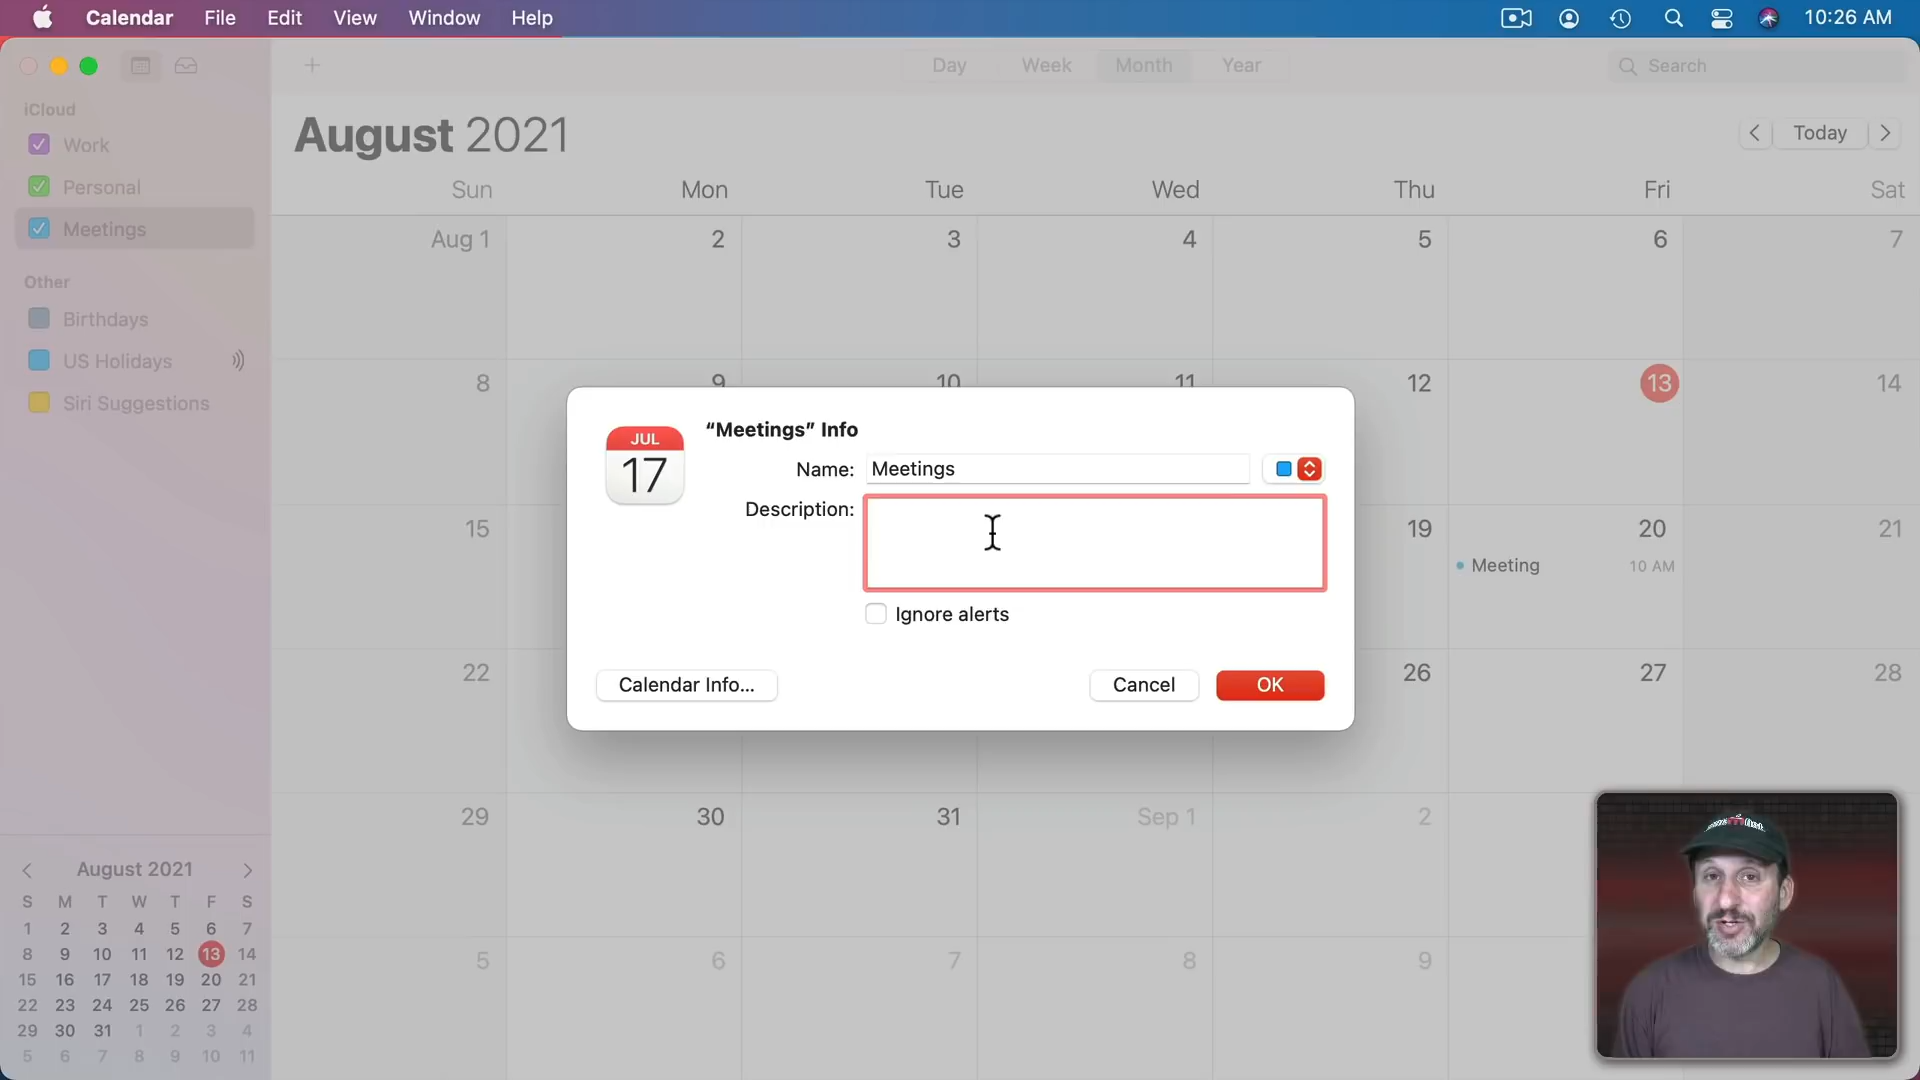 Calendar File Edit View Window Help 10:26 AM
Day Week Month Year Search
iCloud
Work
Personal
Meetings
Other
Birthdays
US Holidays
Siri Suggestions
August 2021
Today
Sun Mon Tue Wed Thu Fri Sat
Aug 1 2 3 4 5 6 7
8 9 10 11 12 13 14
15 19 20 21
Meeting 10 AM
22 26 27 28
29 30 31 Sep 1 2
5 6 7 8 9
“Meetings” Info
JUL
17
Name: Meetings
Description:
Ignore alerts
Calendar Info... Cancel OK
August 2021
S M T W T F S
1 2 3 4 5 6 7
8 9 10 11 12 13 14
15 16 17 18 19 20 21
22 23 24 25 26 27 28
29 30 31 1 2 3 4
5 6 7 8 9 10 11